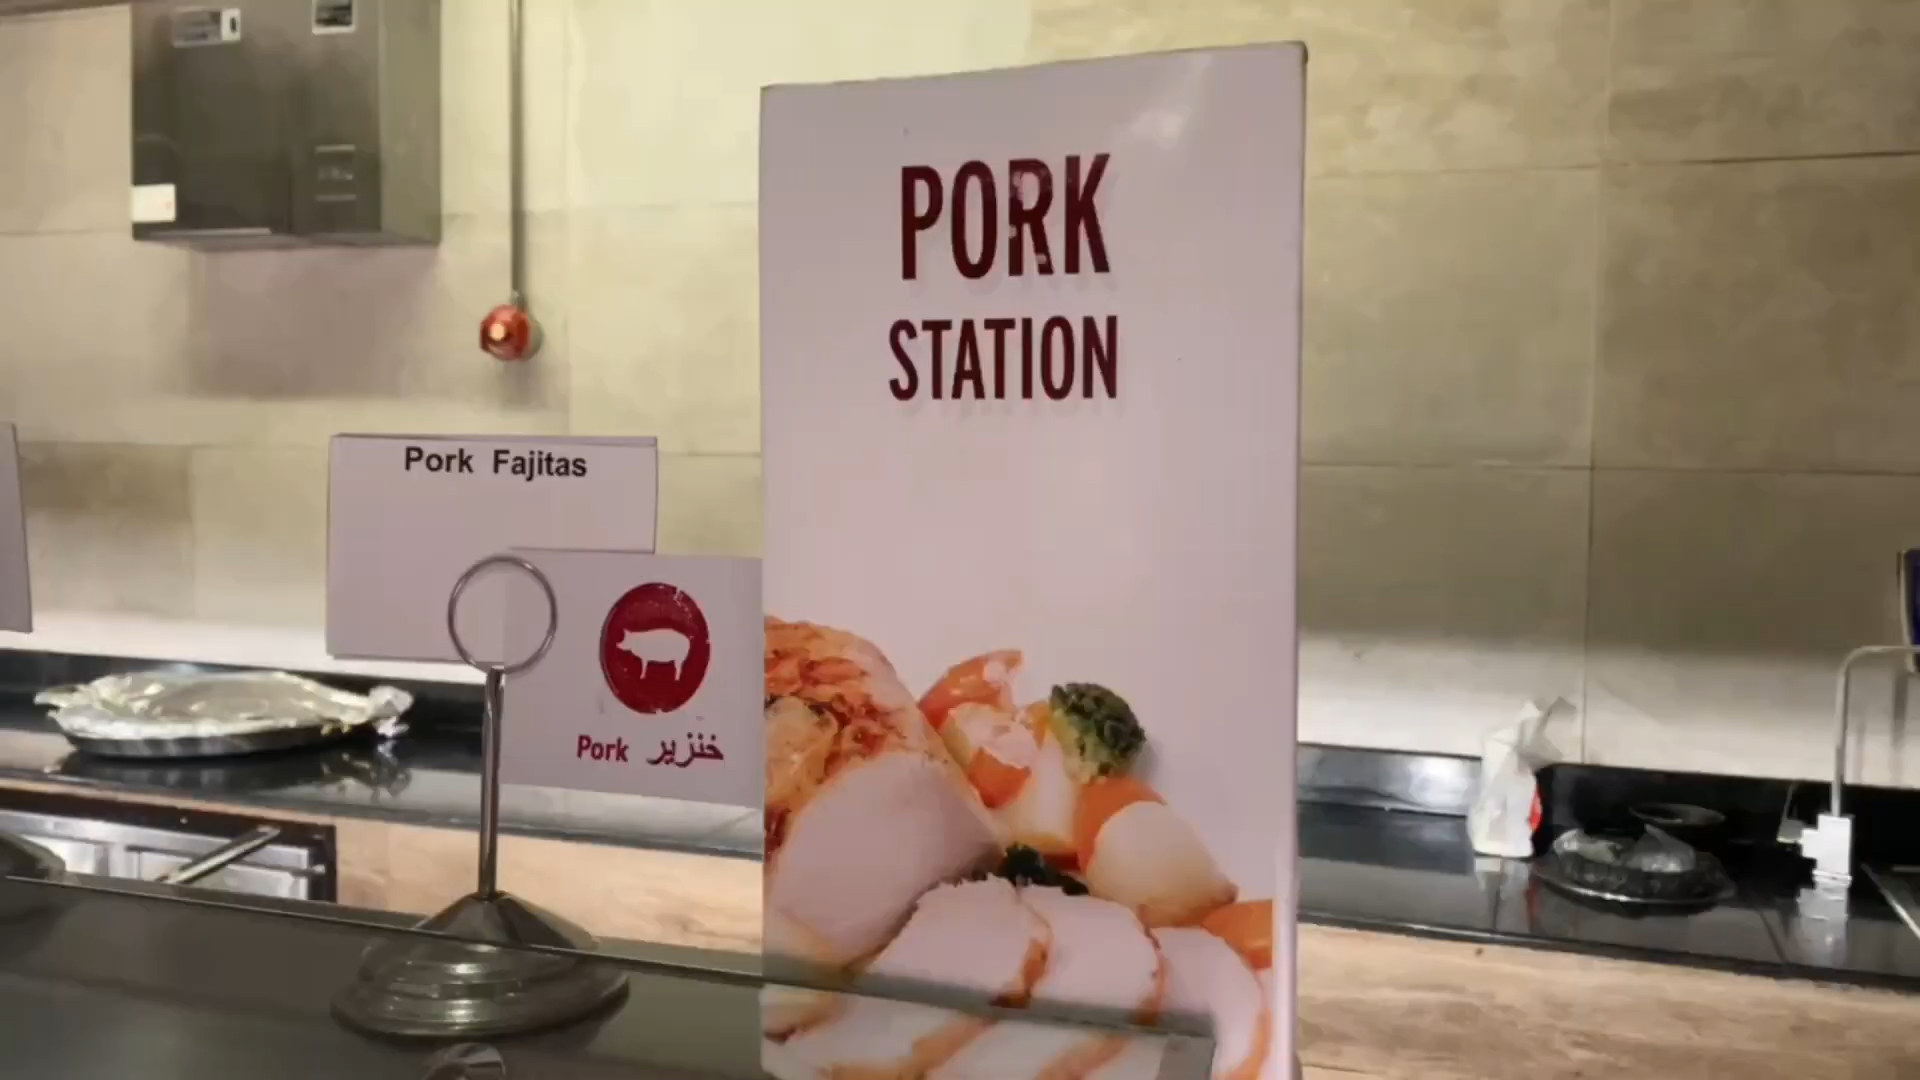 PORK
STATION
Pork Fajitas
Pork خنزير